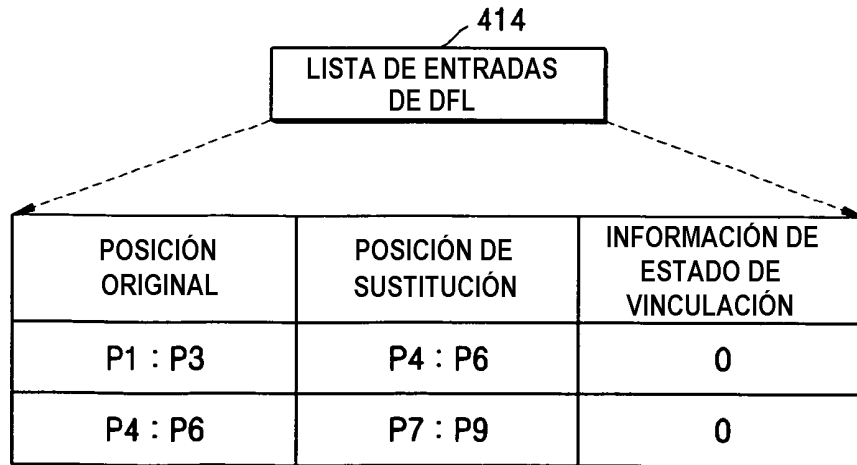 414
LISTA DE ENTRADAS
DE DFL
POSICIÓN
ORIGINAL
POSICIÓN DE
SUSTITUCIÓN
INFORMACIÓN DE
ESTADO DE
VINCULACIÓN
P1 : P3
P4 : P6
0
P4 : P6
P7 : P9
0